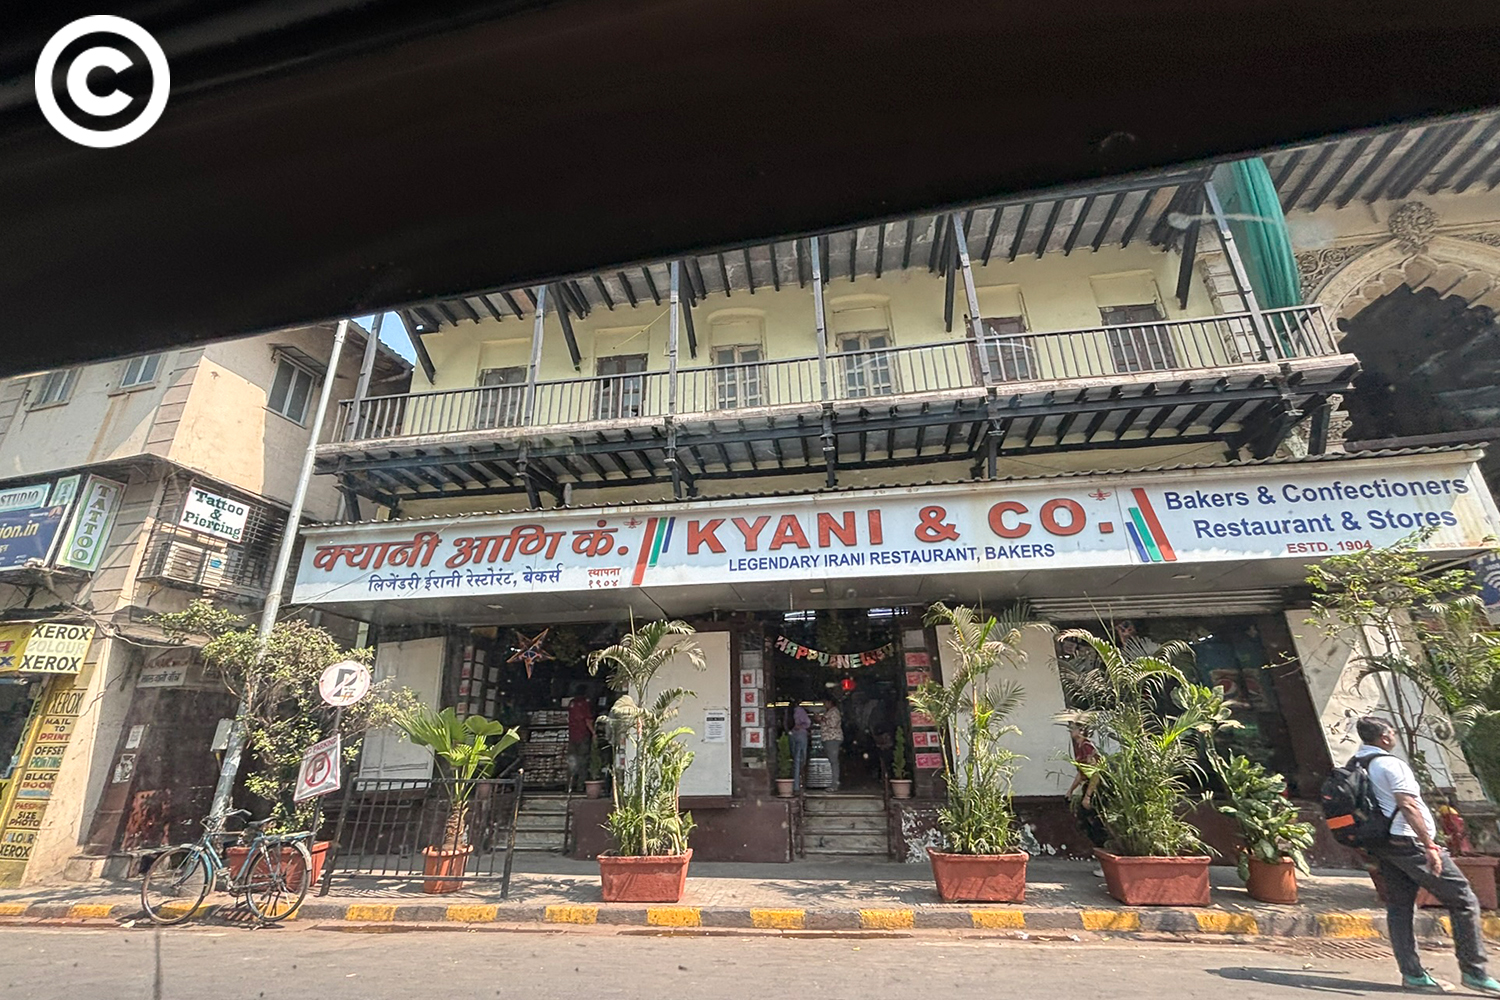 STUDIO
ion.in
TATTOO
Tattoo
&
Piercing
क्यानी आणि कं.
लिजेंडरी ईरानी रेस्टोरंट, बेकर्स
स्थापना
१९०४
KYANI & CO.
LEGENDARY IRANI RESTAURANT, BAKERS
Bakers & Confectioners
Restaurant & Stores
ESTD. 1904
HAPPY NEW
XEROX
COLOUR
XEROX
XEROX
MAIL
TO
PRINT
OFFSET
PRINTING
BLACK
BOOK
PASSPORT
SIZE
PHOTO
COLOUR
XEROX
NO PARKING
P